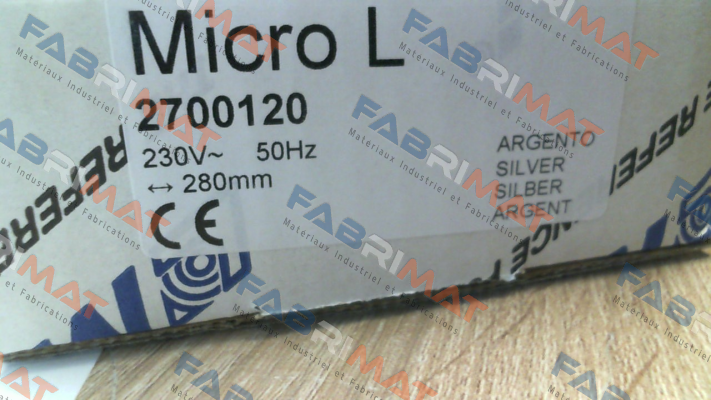 Micro L
2700120
230V~ 50Hz
↔ 280mm
CE
ARGENTO
SILVER
SILBER
ARGENT
FABRIMAT
Materiaux Industriel et Fabrications